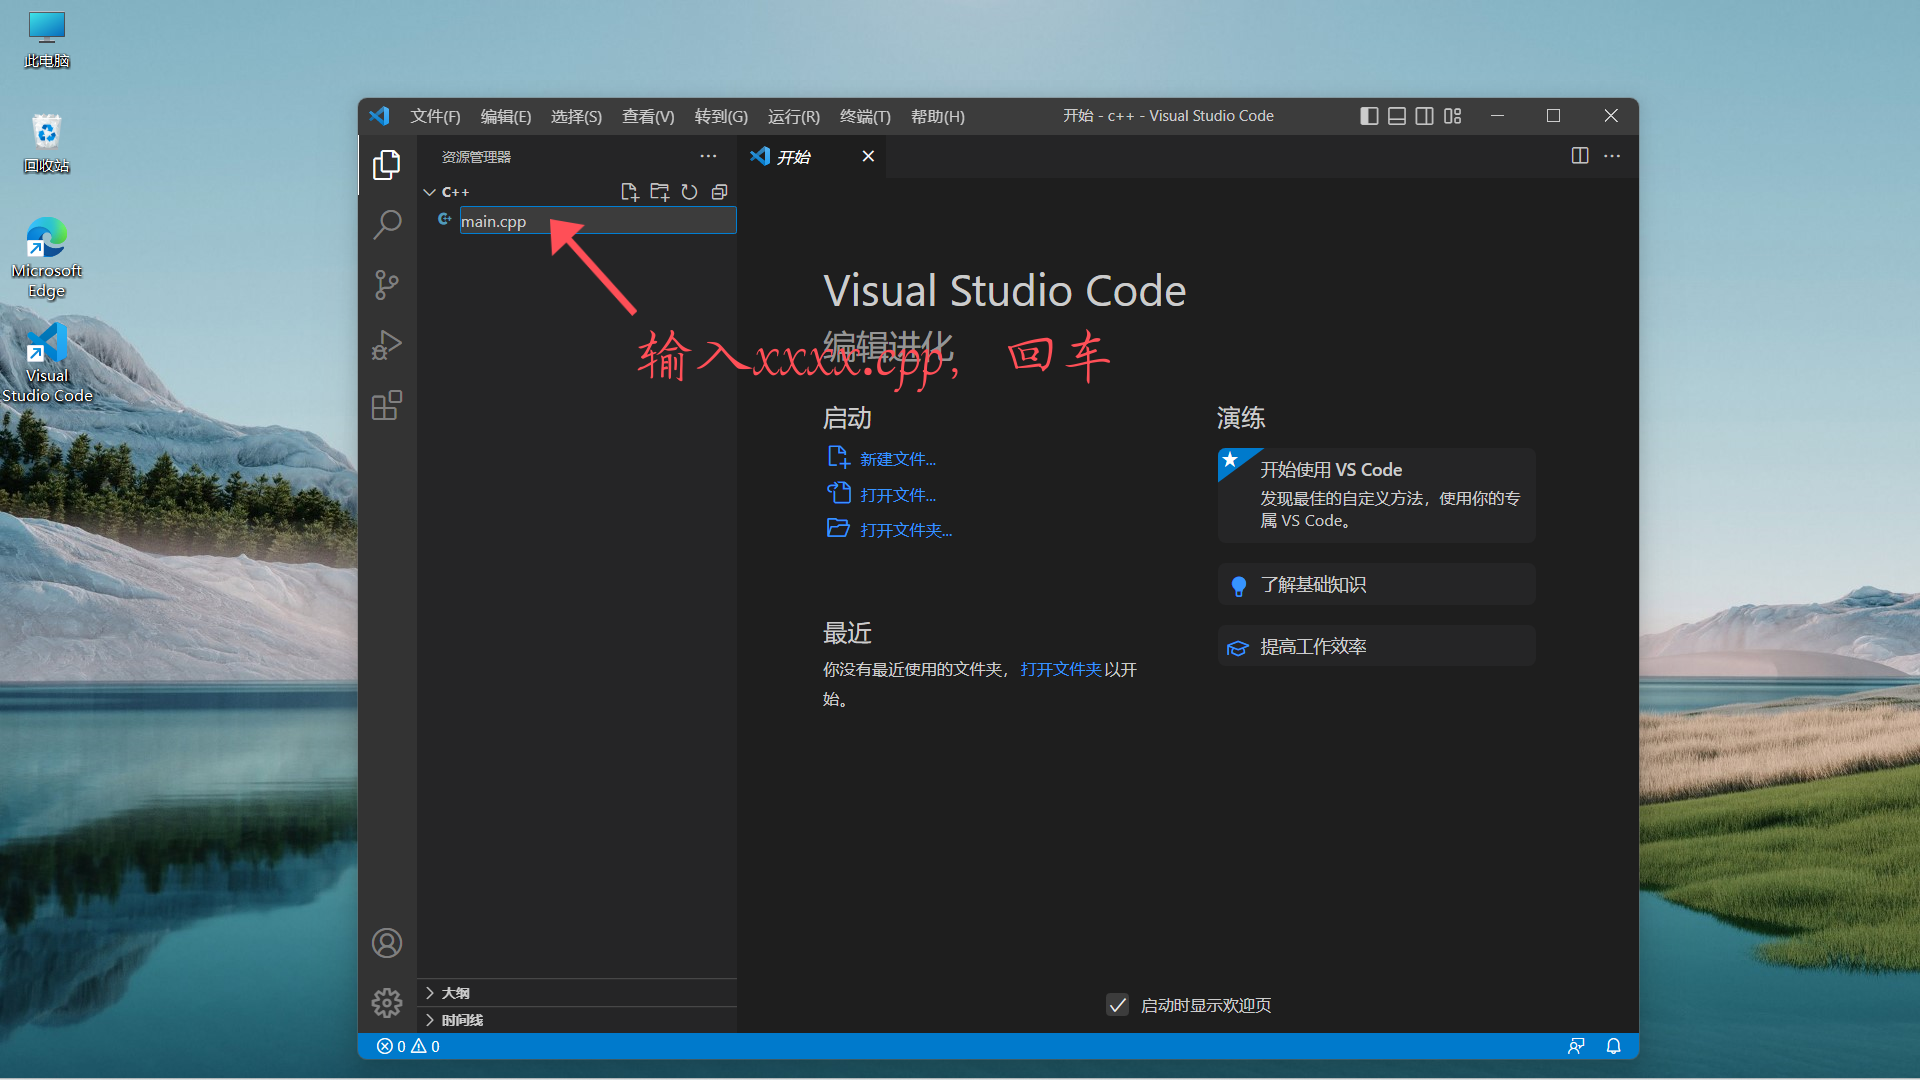 此电脑
回收站
Microsoft
Edge
Visual
Studio Code
文件(F) 编辑(E) 选择(S) 查看(V) 转到(G) 运行(R) 终端(T) 帮助(H) 开始 - c++ - Visual Studio Code
资源管理器
开始
C++
main.cpp
Visual Studio Code
编辑进化
输入xxxx.cpp，回车
启动
新建文件...
打开文件...
打开文件夹...
最近
你没有最近使用的文件夹，打开文件夹以开
始。
演练
开始使用 VS Code
发现最佳的自定义方法，使用你的专
属 VS Code。
了解基础知识
提高工作效率
大纲
时间线
启动时显示欢迎页
0 0